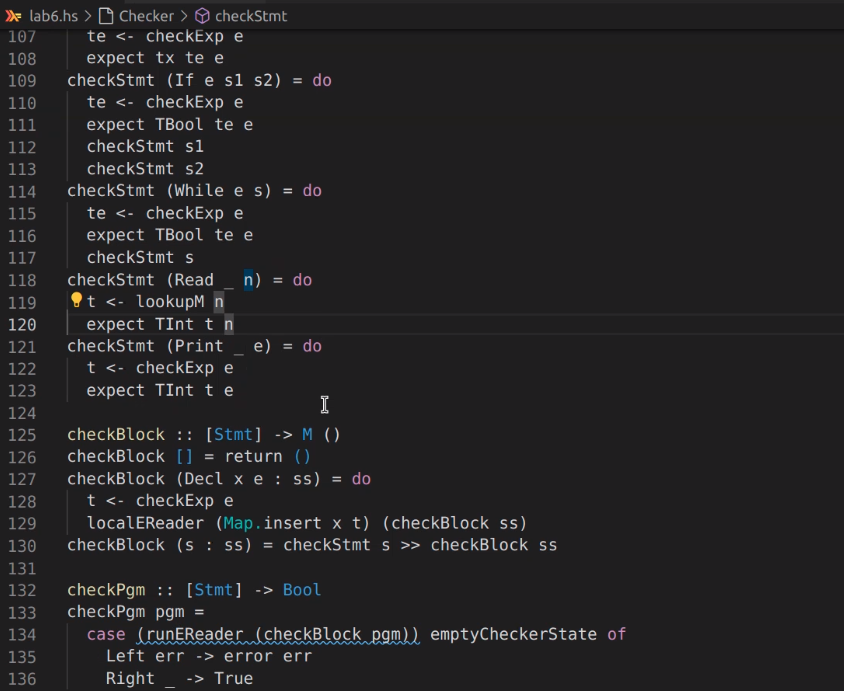 lab6.hs > Checker > checkStmt
107 te <- checkExp e
108 expect tx te e
109 checkStmt (If e s1 s2) = do
110 te <- checkExp e
111 expect TBool te e
112 checkStmt s1
113 checkStmt s2
114 checkStmt (While e s) = do
115 te <- checkExp e
116 expect TBool te e
117 checkStmt s
118 checkStmt (Read _ n) = do
119 t <- lookupM n
120 expect TInt t n
121 checkStmt (Print _ e) = do
122 t <- checkExp e
123 expect TInt t e
124
125 checkBlock :: [Stmt] -> M ()
126 checkBlock [] = return ()
127 checkBlock (Decl x e : ss) = do
128 t <- checkExp e
129 localEReader (Map.insert x t) (checkBlock ss)
130 checkBlock (s : ss) = checkStmt s >> checkBlock ss
131
132 checkPgm :: [Stmt] -> Bool
133 checkPgm pgm =
134 case (runEReader (checkBlock pgm)) emptyCheckerState of
135 Left err -> error err
136 Right _ -> True